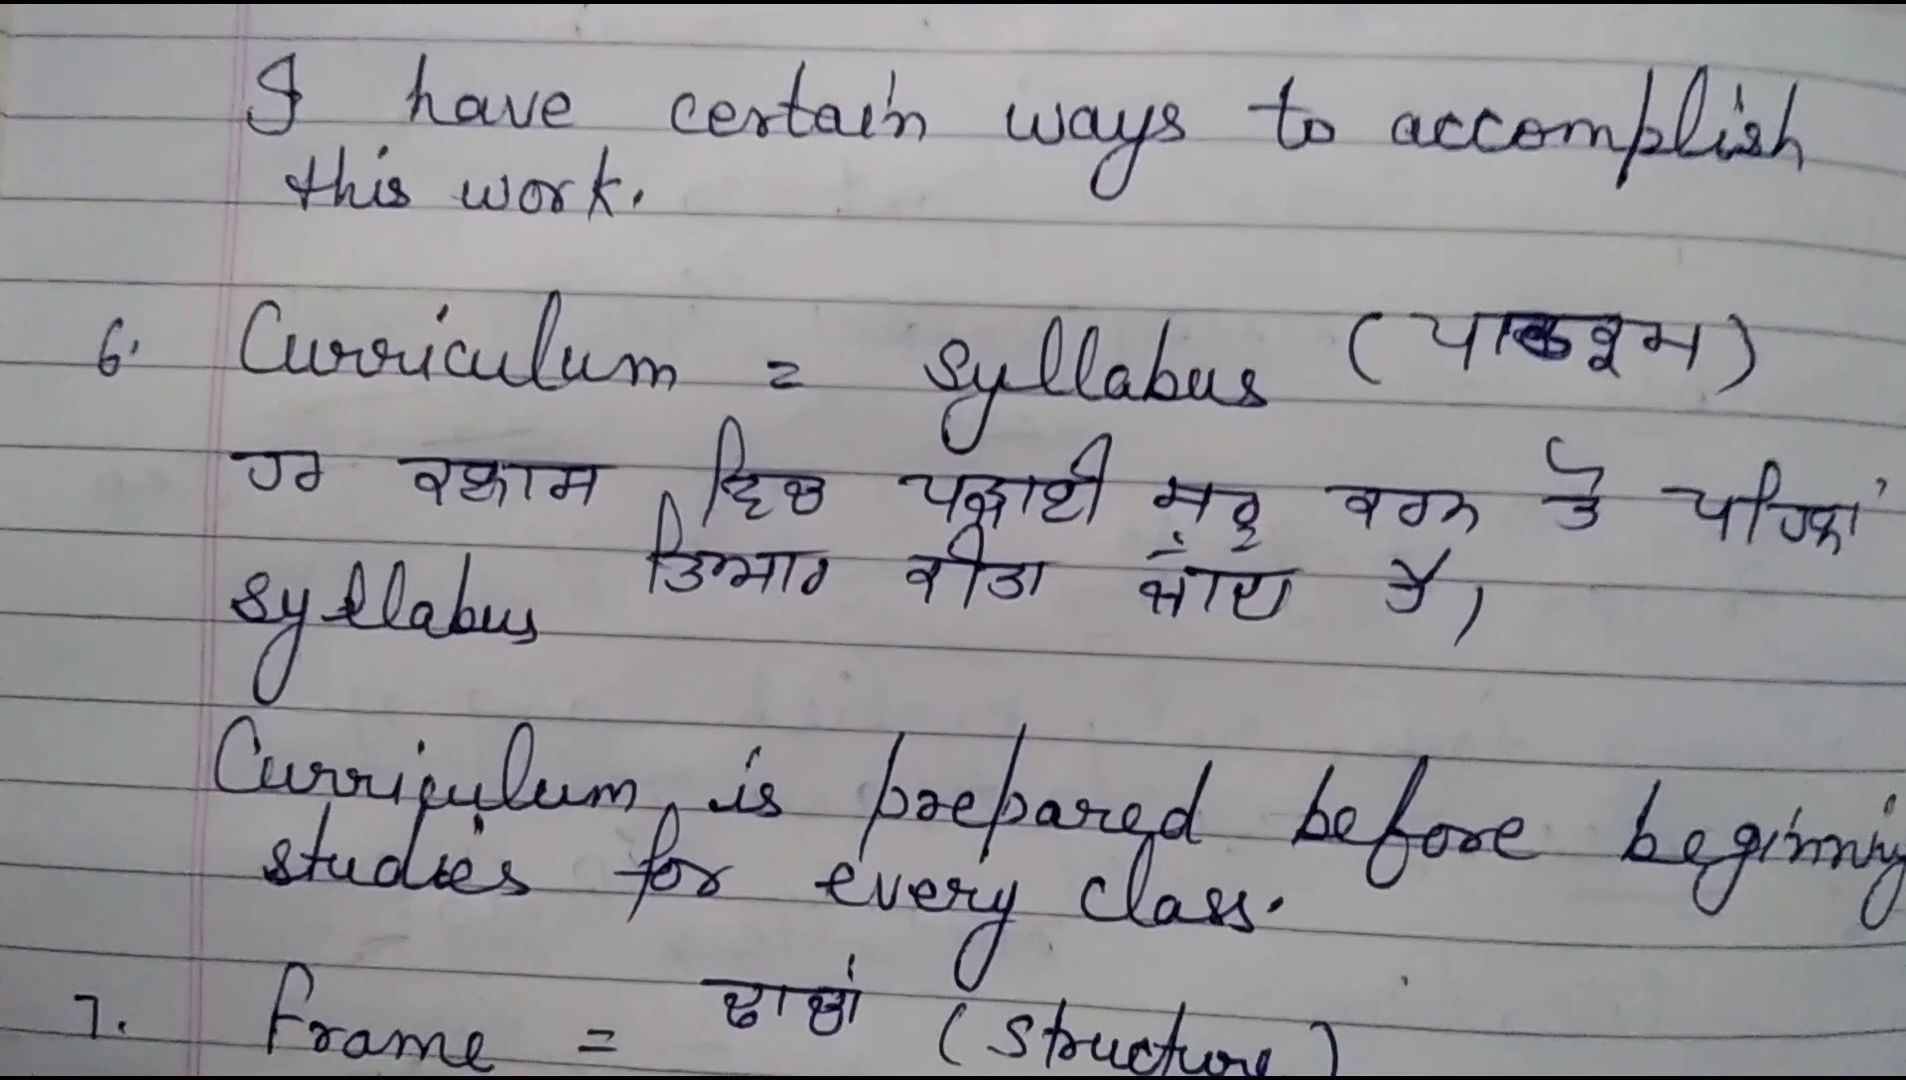 I have certain ways to accomplish
this work.
6. Curriculum = syllabus (ਪਾਠਕ੍ਰਮ)
ਹਰ ਕਲਾਸ ਵਿਚ ਪੜ੍ਹਾਈ ਸ਼ੁਰੂ ਕਰਨ ਤੋਂ ਪਹਿਲਾਂ
syllabus ਤਿਆਰ ਕੀਤਾ ਜਾਂਦਾ ਹੈ,
Curriculum is prepared before beginning
studies for every class.
7. Frame = ਢਾਚਾਂ (structure)